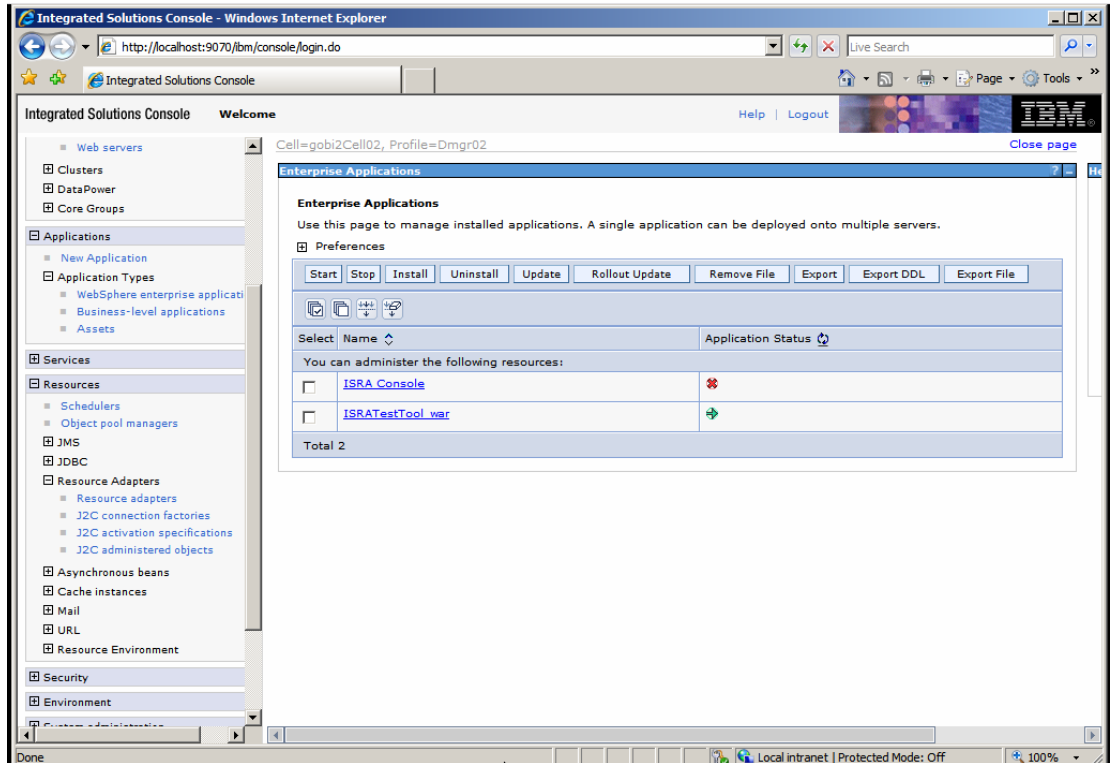 Integrated Solutions Console - Windows Internet Explorer
http://localhost:9070/ibm/console/login.do
Live Search
Integrated Solutions Console
Page
Tools
Integrated Solutions Console Welcome
Help | Logout
IBM
Web servers
Clusters
DataPower
Core Groups
Applications
New Application
Application Types
WebSphere enterprise applicati
Business-level applications
Assets
Services
Resources
Schedulers
Object pool managers
JMS
JDBC
Resource Adapters
Resource adapters
J2C connection factories
J2C activation specifications
J2C administered objects
Asynchronous beans
Cache instances
Mail
URL
Resource Environment
Security
Environment
Cell=gobi2Cell02, Profile=Dmgr02
Close page
Enterprise Applications
? 
He
Enterprise Applications
Use this page to manage installed applications. A single application can be deployed onto multiple servers.
Preferences
Start Stop Install Uninstall Update Rollout Update Remove File Export Export DDL Export File
Select Name Application Status
You can administer the following resources:
ISRA Console
ISRATestTool_war
Total 2
Done
Local intranet | Protected Mode: Off
100%